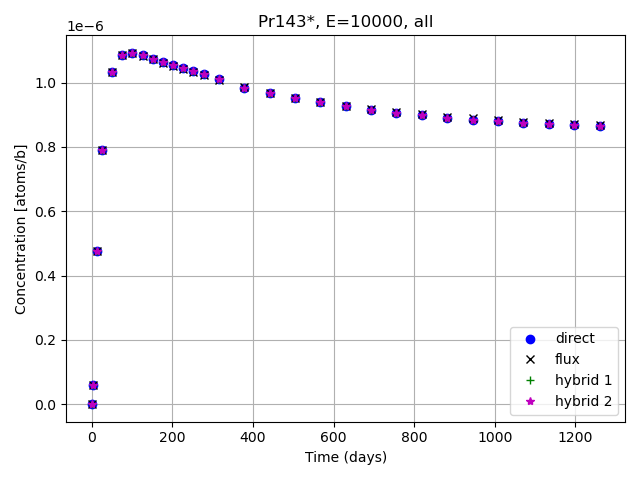 Pr143*, E=10000, all
1e−6
1.0
0.8
0.6
0.4
0.2
0.0
Concentration [atoms/b]
0 200 400 600 800 1000 1200
Time (days)
direct
flux
hybrid 1
hybrid 2